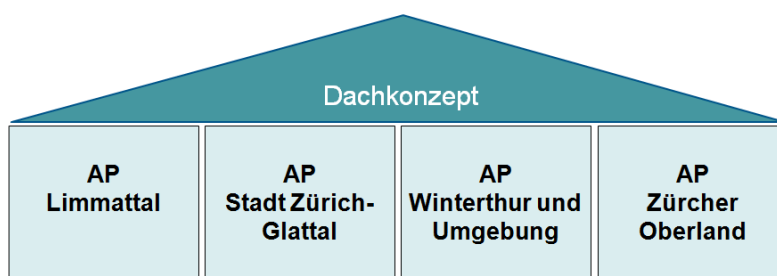 Dachkonzept
AP
Limmattal
AP
Stadt Zürich-
Glattal
AP
Winterthur und
Umgebung
AP
Zürcher
Oberland